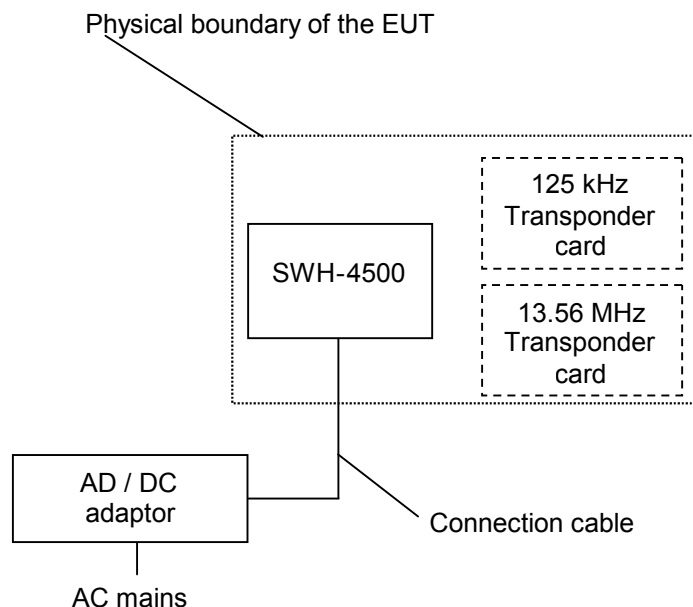 Physical boundary of the EUT
125 kHz
Transponder
card
SWH-4500
13.56 MHz
Transponder
card
AD / DC
adaptor
Connection cable
AC mains